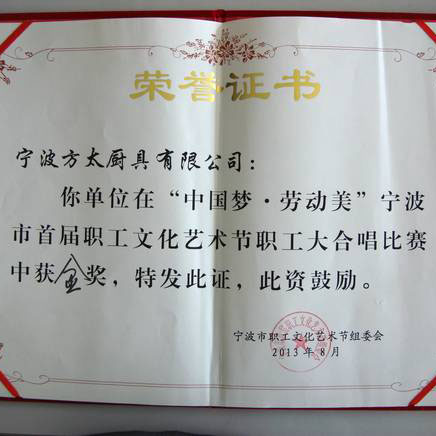 荣誉证书
宁波方太厨具有限公司：
你单位在“中国梦·劳动美”宁波
市首届职工文化艺术节职工大合唱比赛
中获金奖，特发此证，此资鼓励。
宁波市职工文化艺术节组委会
2013年8月